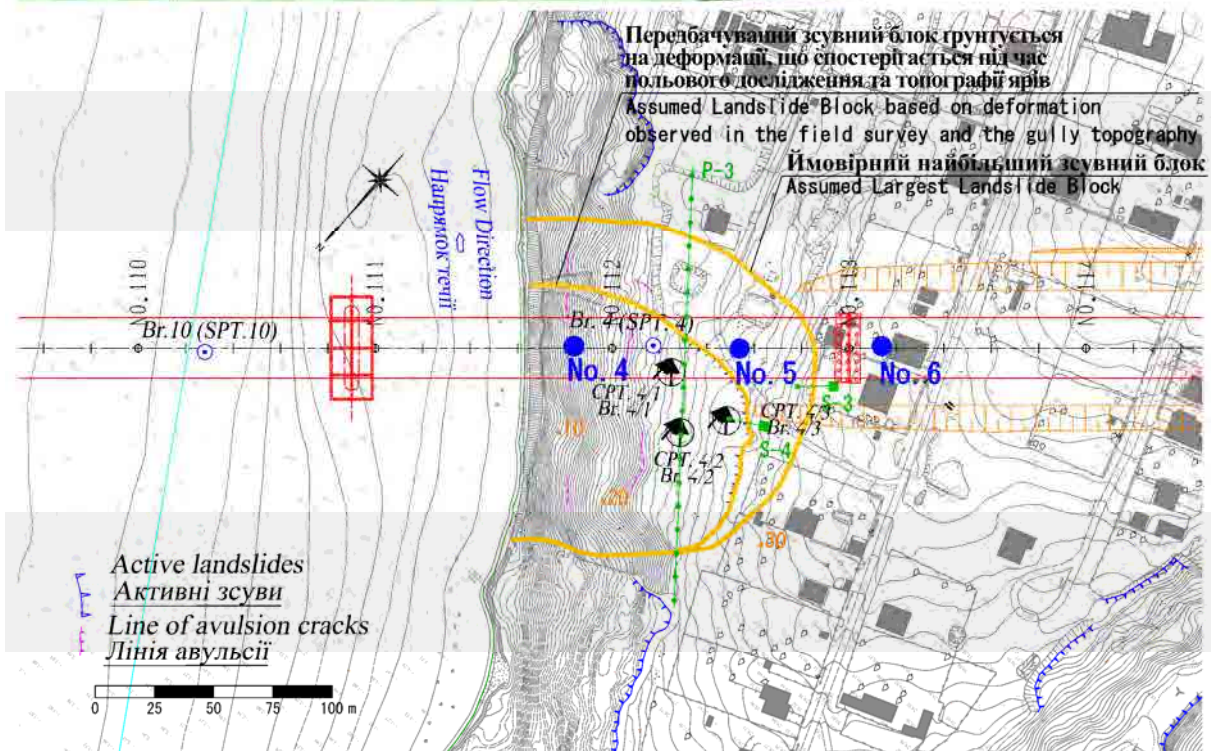 Передбачуваний зсувний блок ґрунтується
на деформації, що спостерігається під час
польового дослідження та топографії ярів
Assumed Landslide Block based on deformation
observed in the field survey and the gully topography
Ймовірний найбільший зсувний блок
Assumed Largest Landslide Block
P-3
Flow Direction
Напрямок течії
N
NO.110
NO.111
NO.112
NO.113
NO.114
Br.10 (SPT.10)
Br. 4 (SPT. 4)
No. 4
No. 5
No. 6
CPT. 4/1
Br. 4/1
CPT. 4/3
Br. 4/3
S-3
S-4
CPT. 4/2
Br. 4/2
.10
.20
.30
Active landslides
Активні зсуви
Line of avulsion cracks
Лінія авульсії
0 25 50 75 100 m